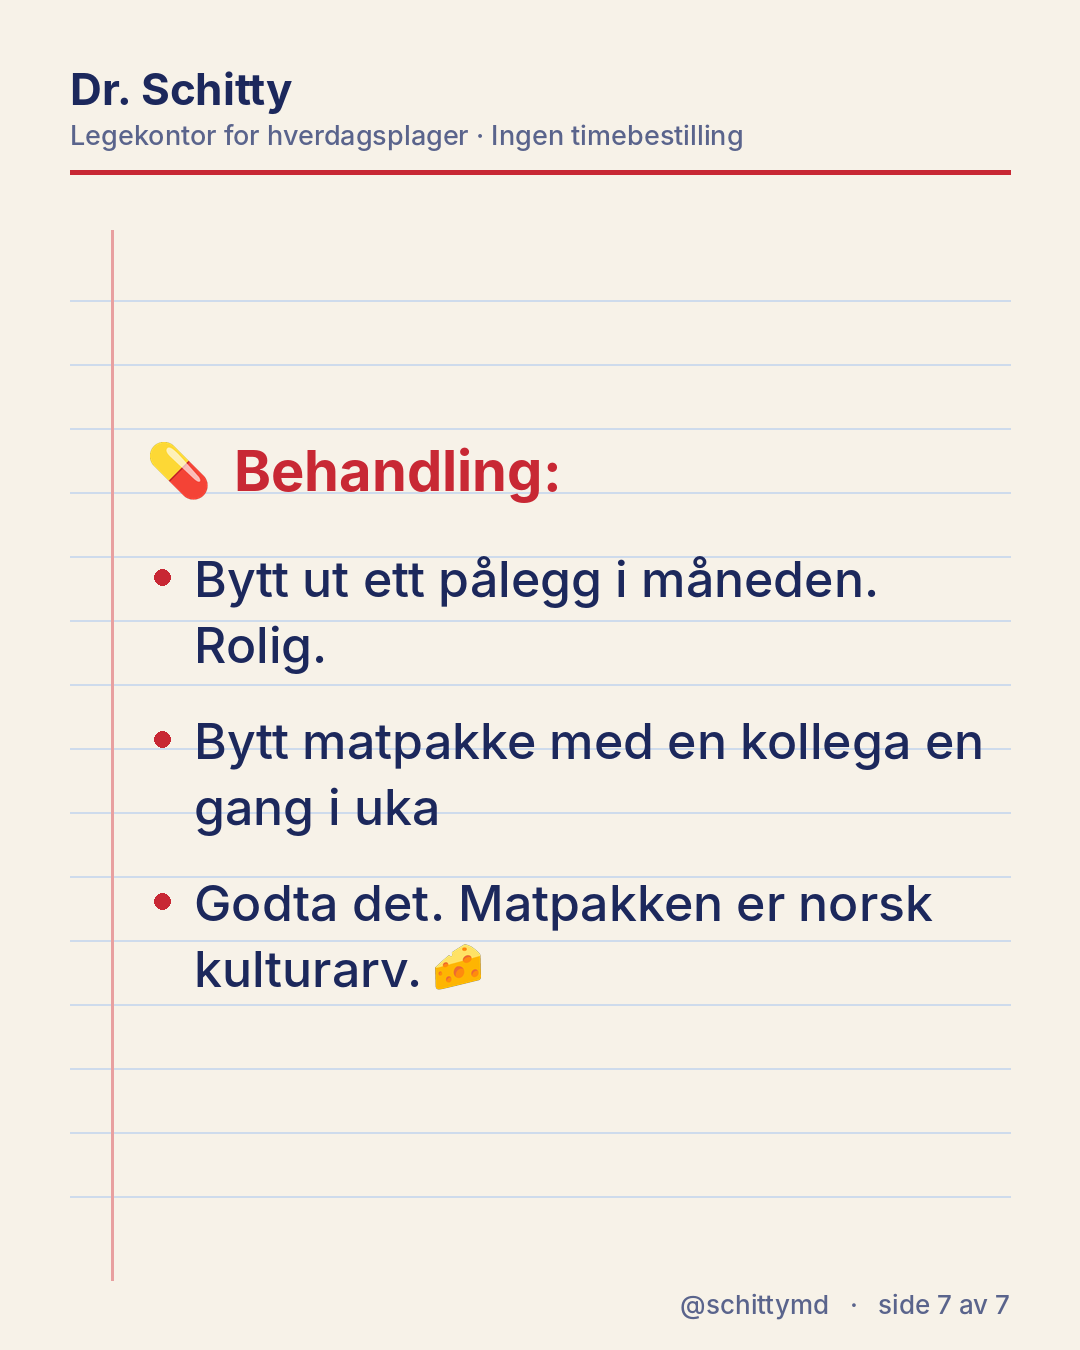 Dr. Schitty
Legekontor for hverdagsplager · Ingen timebestilling
💊 Behandling:
• Bytt ut ett pålegg i måneden.
Rolig.
• Bytt matpakke med en kollega en
gang i uka
• Godta det. Matpakken er norsk
kulturarv. 🧀
@schittymd · side 7 av 7